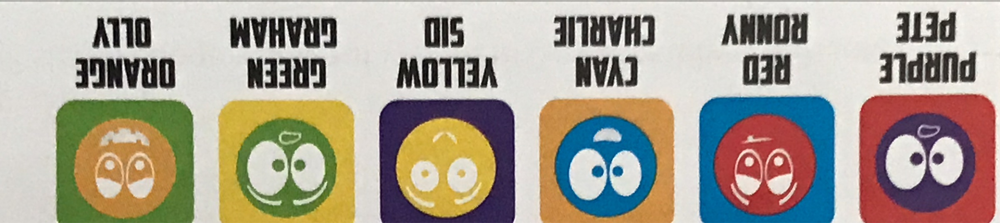 PURPLE
PETE
RED
RONNY
CYAN
CHARLIE
YELLOW
SID
GREEN
GRAHAM
ORANGE
OLLY